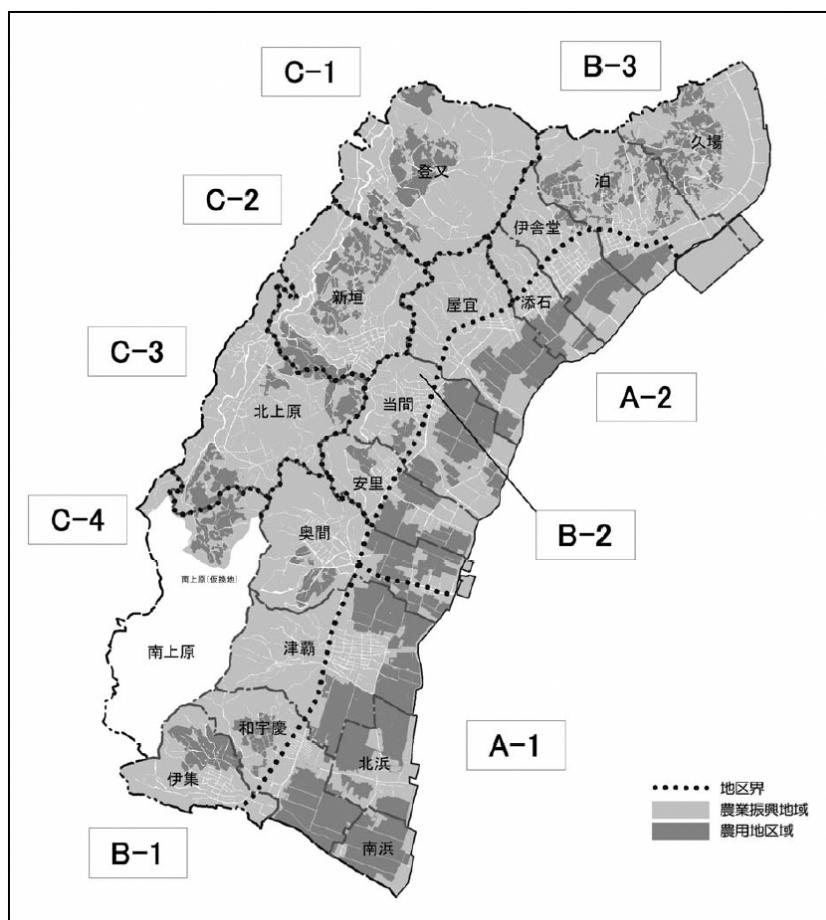 C-1
B-3
久場
登又
泊
C-2
伊舎堂
新垣
屋宜
添石
C-3
A-2
北上原
当間
安里
C-4
奥間
B-2
南上原(仮換地)
南上原
津覇
和宇慶
A-1
北浜
伊集
地区界
農業振興地域
農用地区域
B-1
南浜